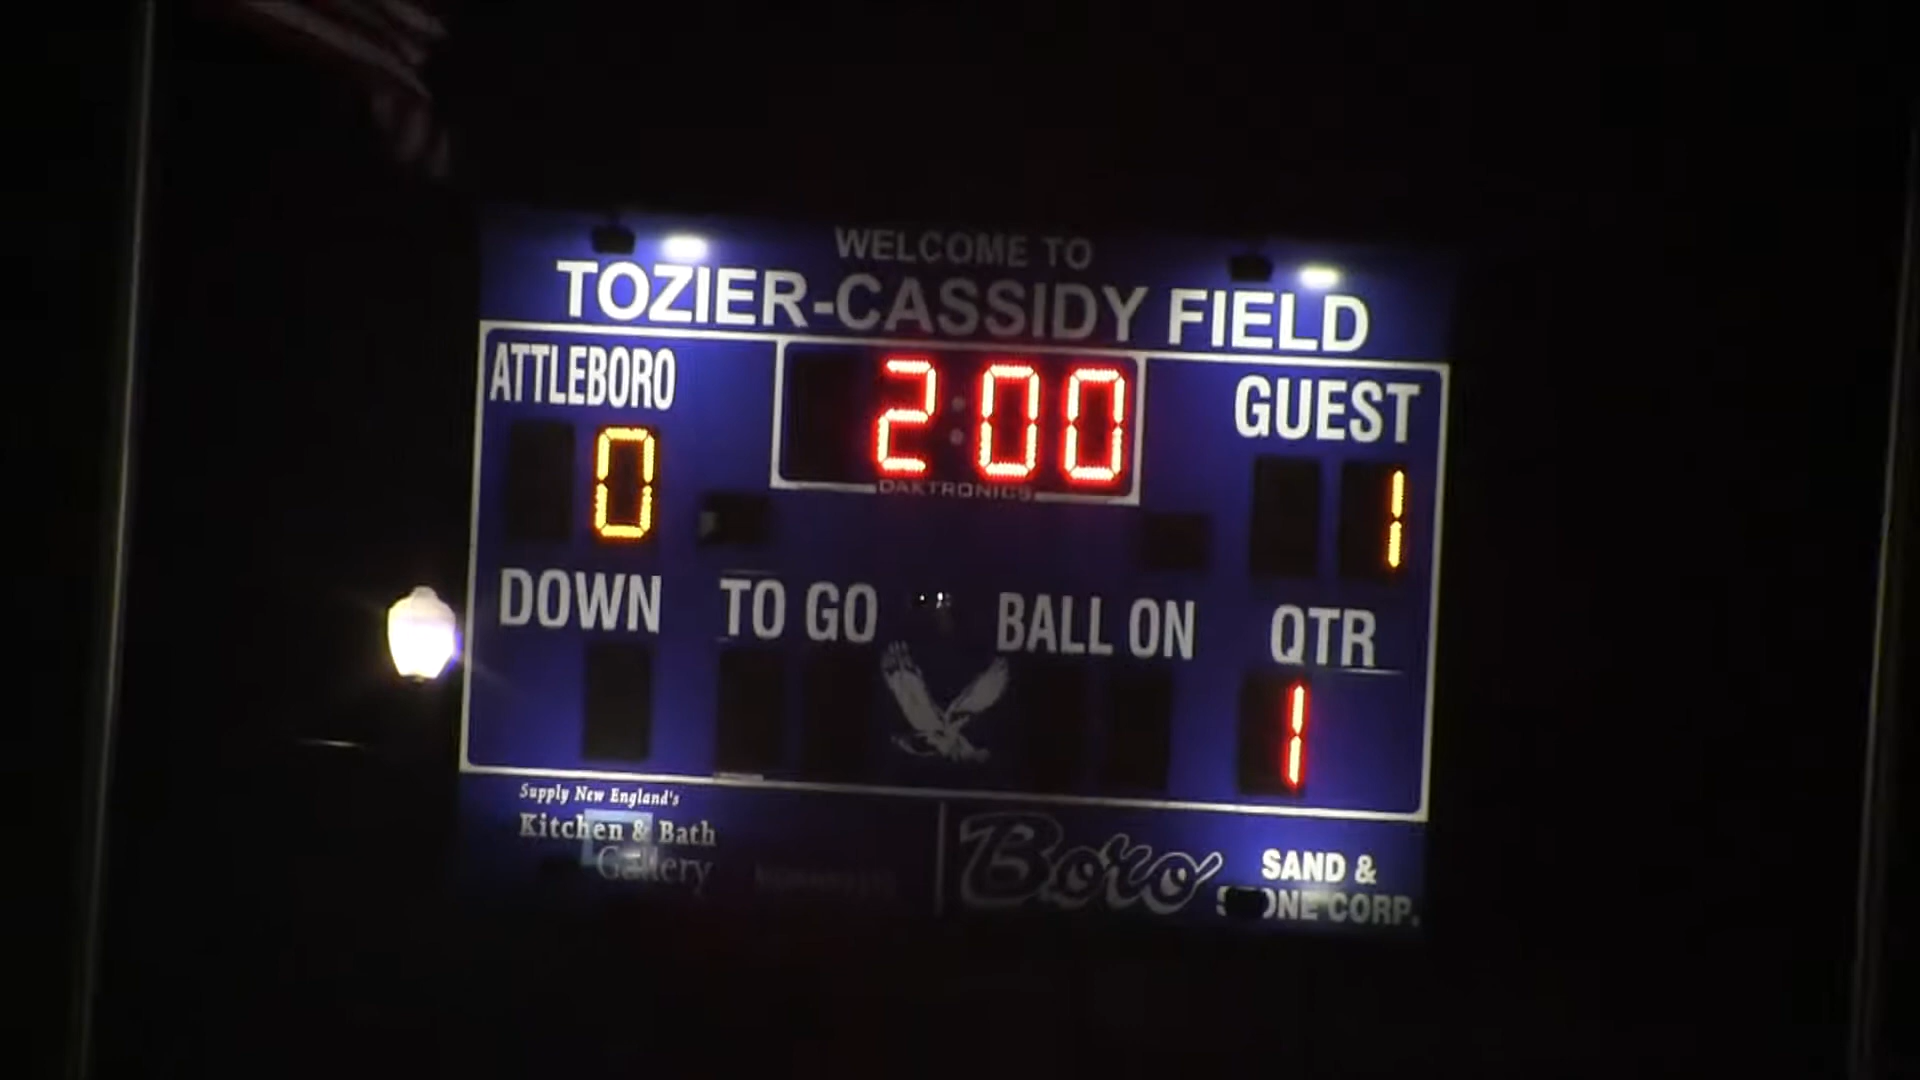 WELCOME TO
TOZIER-CASSIDY FIELD
ATTLEBORO
2:00
GUEST
0
1
DAKTRONICS
DOWN
TO GO
BALL ON
QTR
1
Supply New England's
Kitchen & Bath
Gallery
Boro
SAND &
STONE CORP.